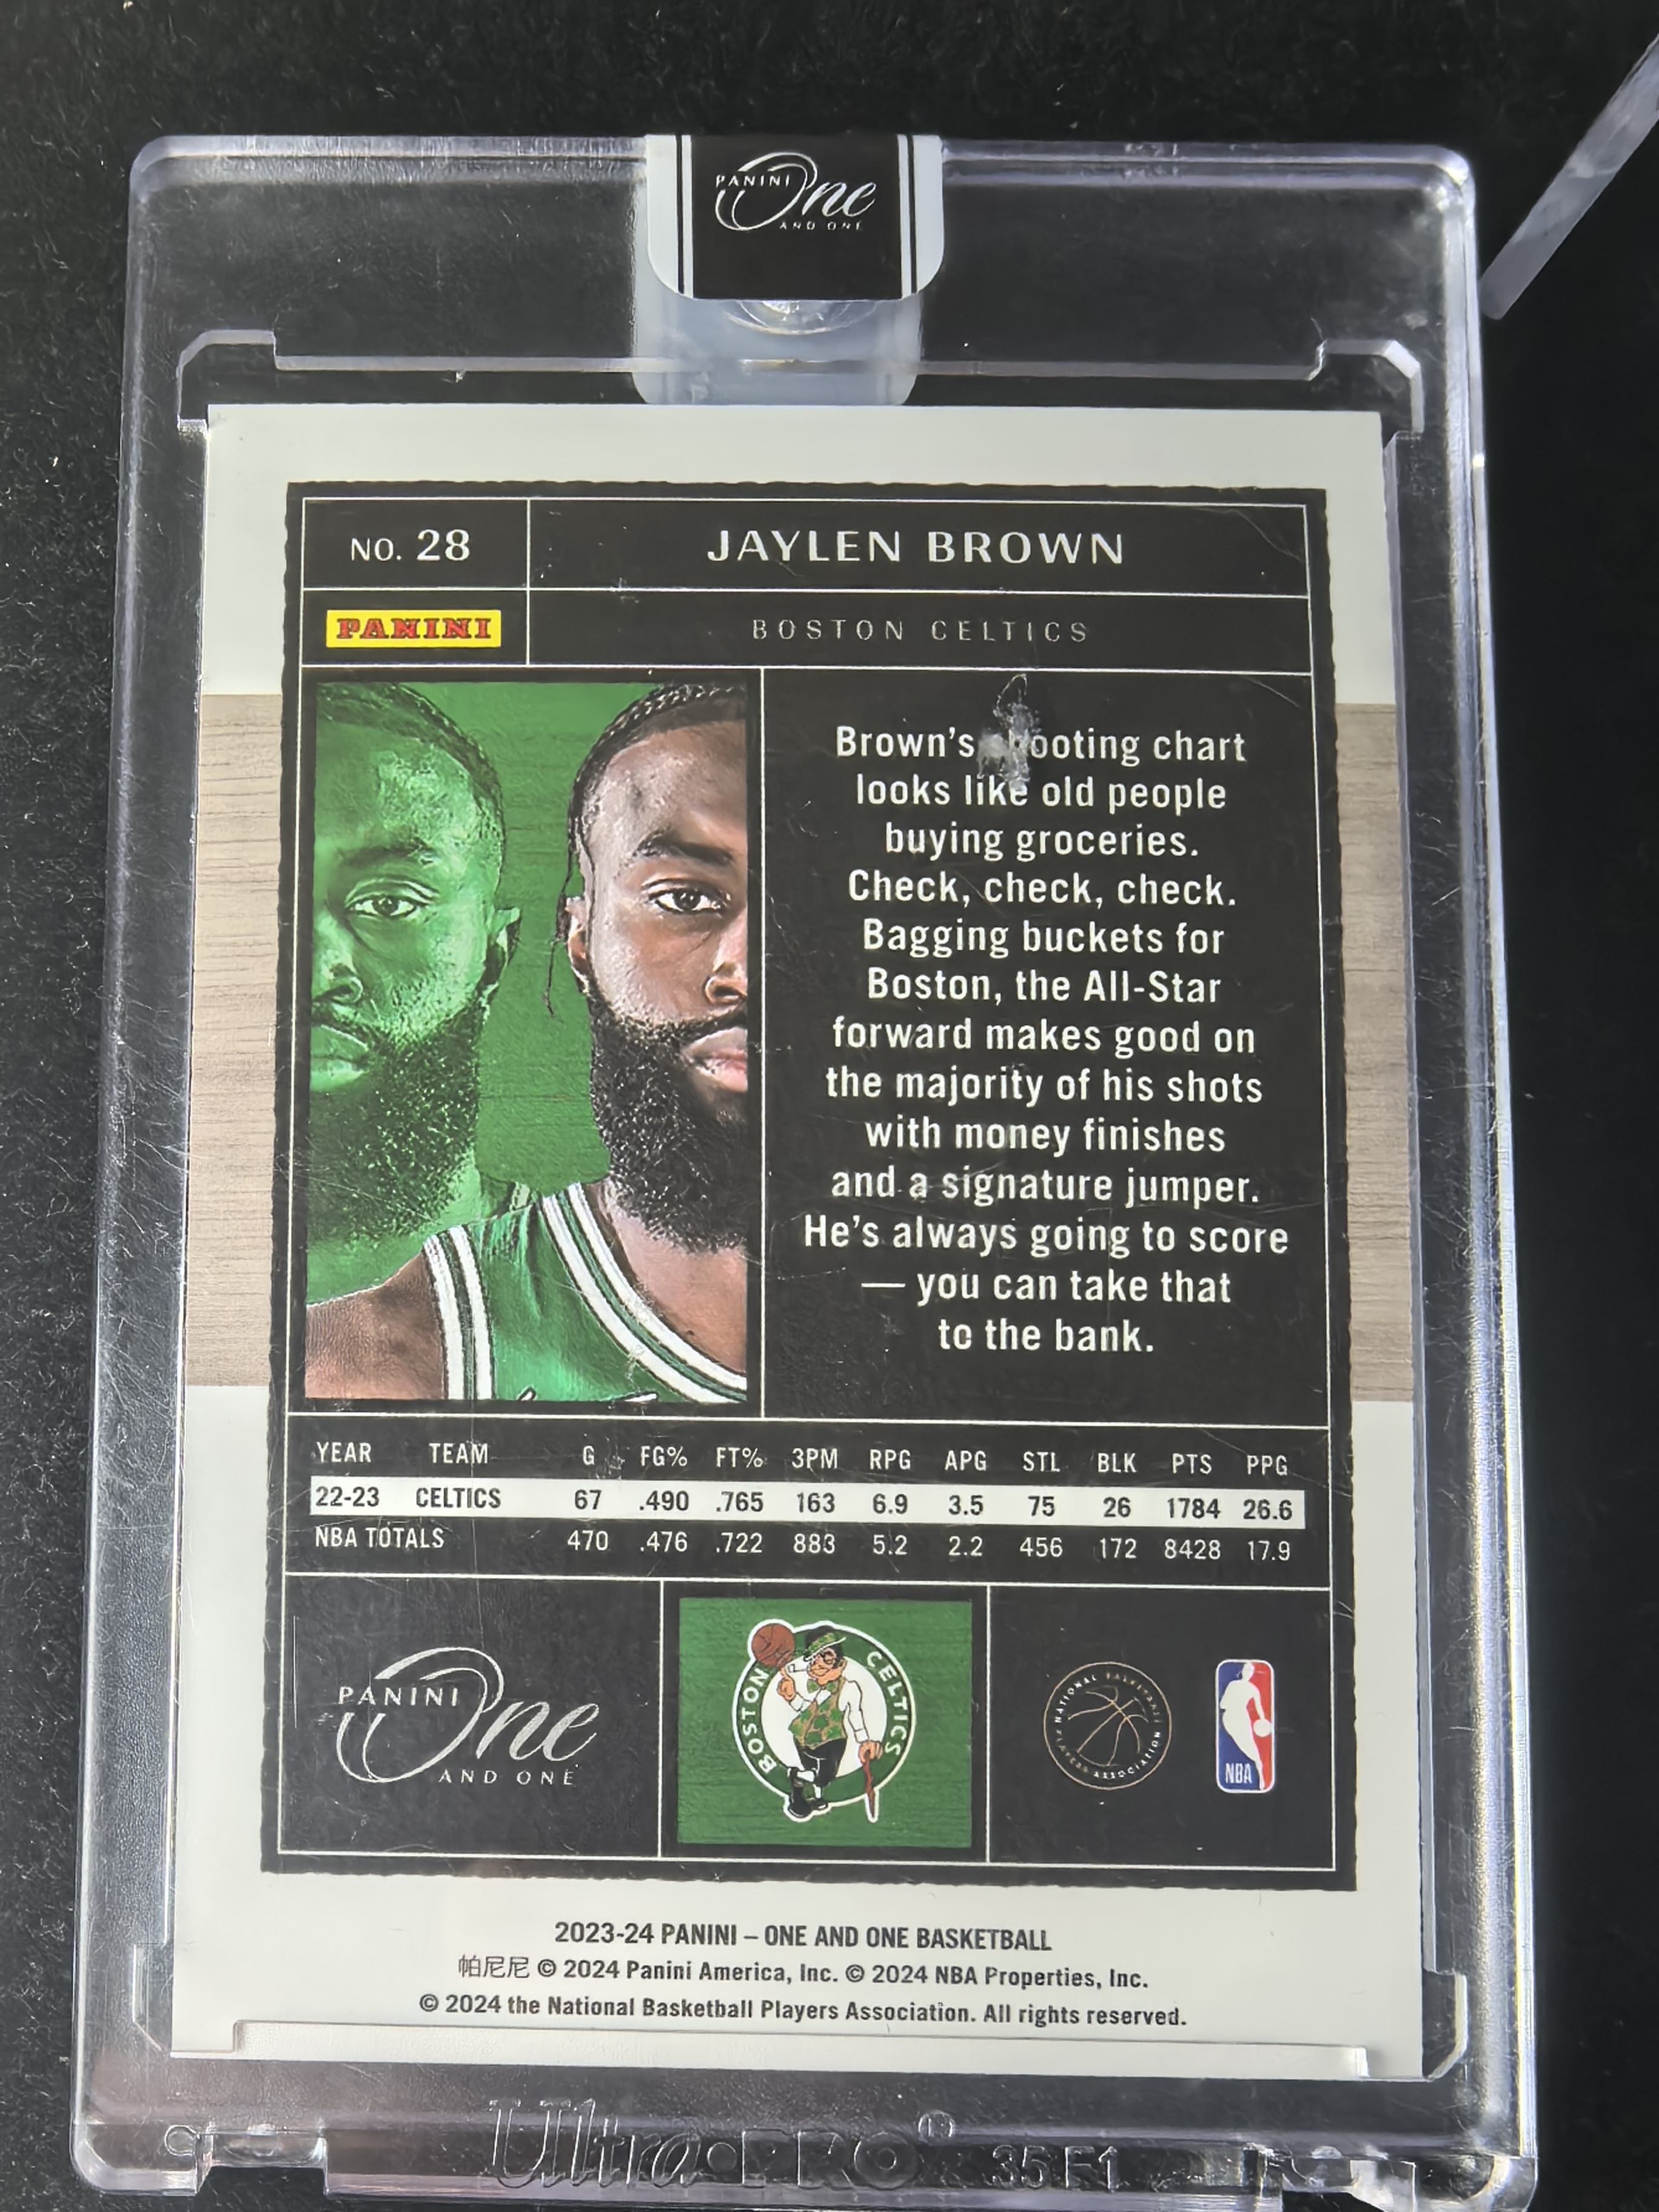 PANINI One
AND ONE
NO. 28
JAYLEN BROWN
PANINI
BOSTON CELTICS
Brown's shooting chart
looks like old people
buying groceries.
Check, check, check.
Bagging buckets for
Boston, the All-Star
forward makes good on
the majority of his shots
with money finishes
and a signature jumper.
He's always going to score
— you can take that
to the bank.
YEAR TEAM G FG% FT% 3PM RPG APG STL BLK PTS PPG
22-23 CELTICS 67 .490 .765 163 6.9 3.5 75 26 1784 26.6
NBA TOTALS 470 .476 .722 883 5.2 2.2 456 172 8428 17.9
PANINI One
AND ONE
BOSTON CELTICS
NATIONAL BASKETBALL PLAYERS ASSOCIATION
NBA
2023-24 PANINI – ONE AND ONE BASKETBALL
帕尼尼 © 2024 Panini America, Inc. © 2024 NBA Properties, Inc.
© 2024 the National Basketball Players Association. All rights reserved.
Ultra•PRO® 35F1